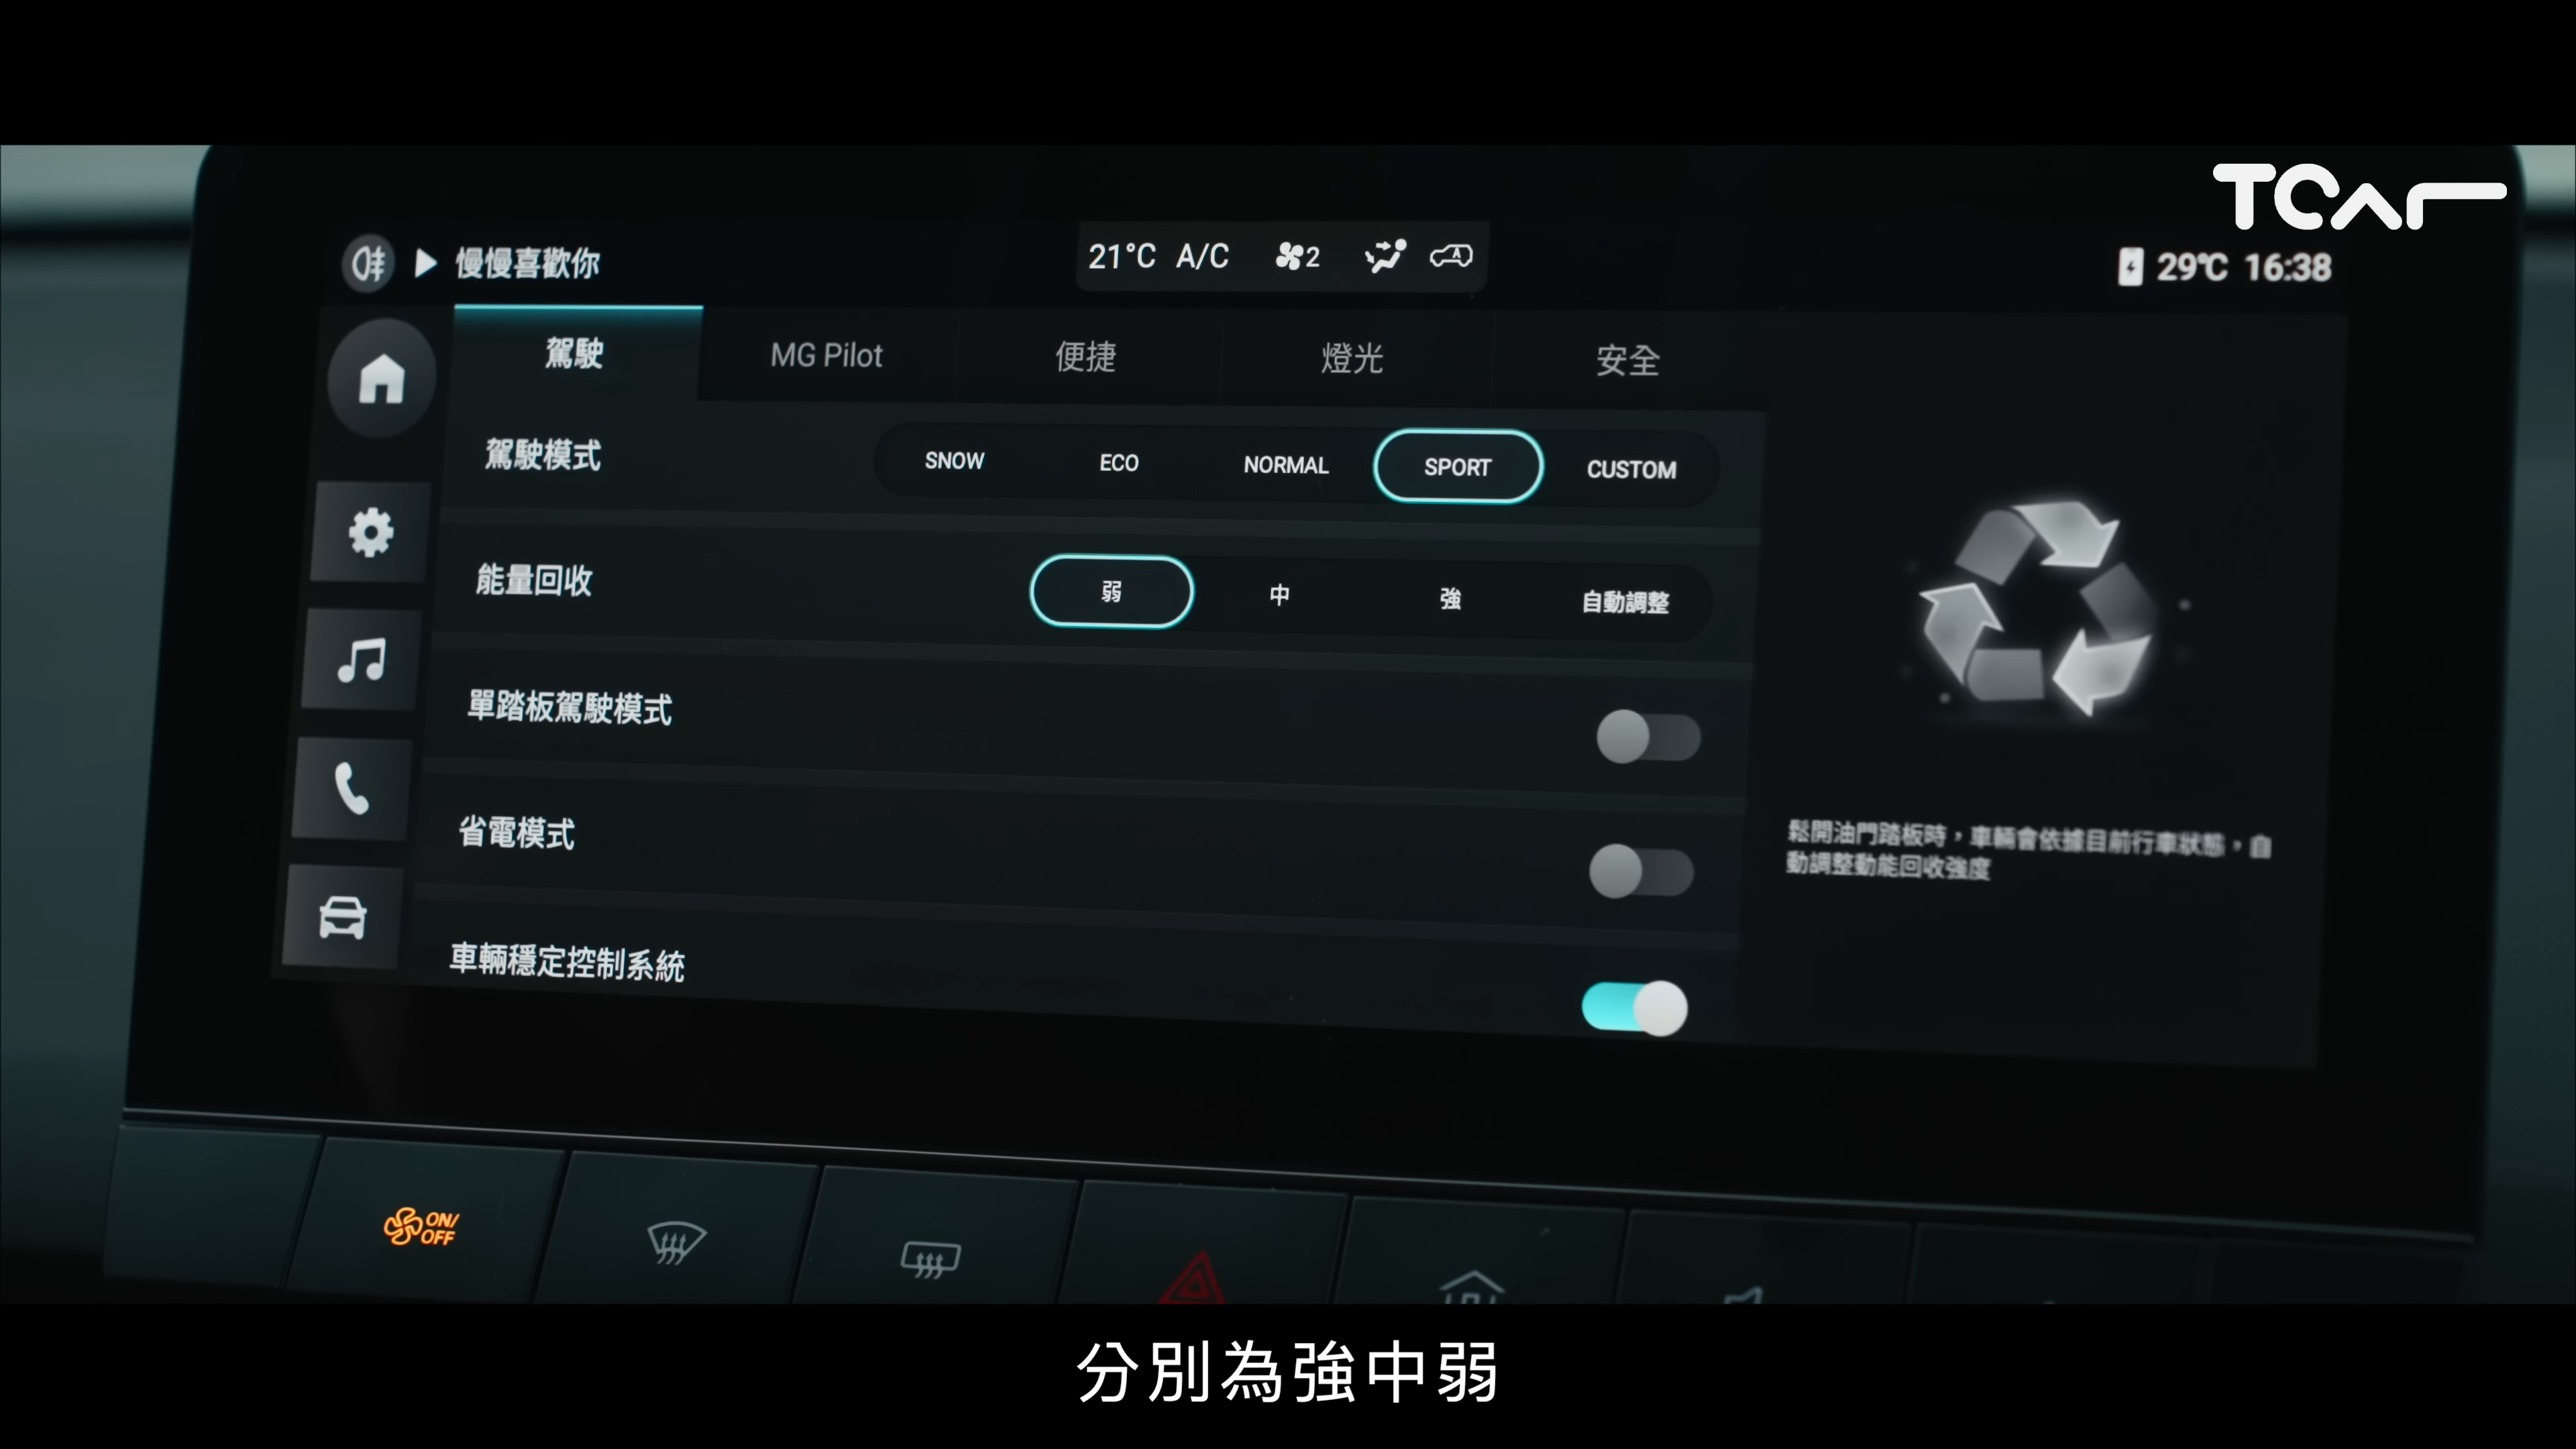 TCar
慢慢喜歡你
21°C A/C 2
29℃ 16:38
駕駛 MG Pilot 便捷 燈光 安全
駕駛模式 SNOW ECO NORMAL SPORT CUSTOM
能量回收 弱 中 強 自動調整
單踏板駕駛模式
省電模式
車輛穩定控制系統
鬆開油門踏板時，車輛會依據目前行車狀態，自
動調整動能回收強度
ON/
OFF
分別為強中弱